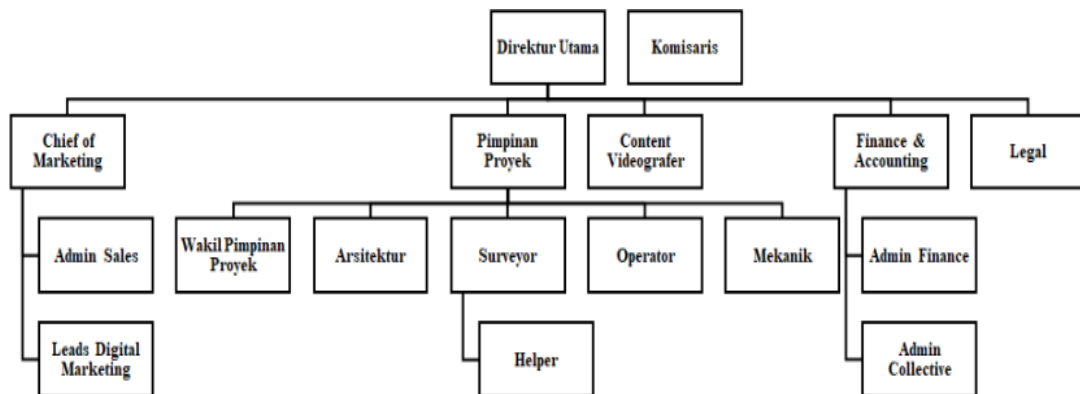 Direktur Utama
Komisaris
Chief of
Marketing
Pimpinan
Proyek
Content
Videografer
Finance &
Accounting
Legal
Admin Sales
Wakil Pimpinan
Proyek
Arsitektur
Surveyor
Operator
Mekanik
Admin Finance
Leads Digital
Marketing
Helper
Admin
Collective